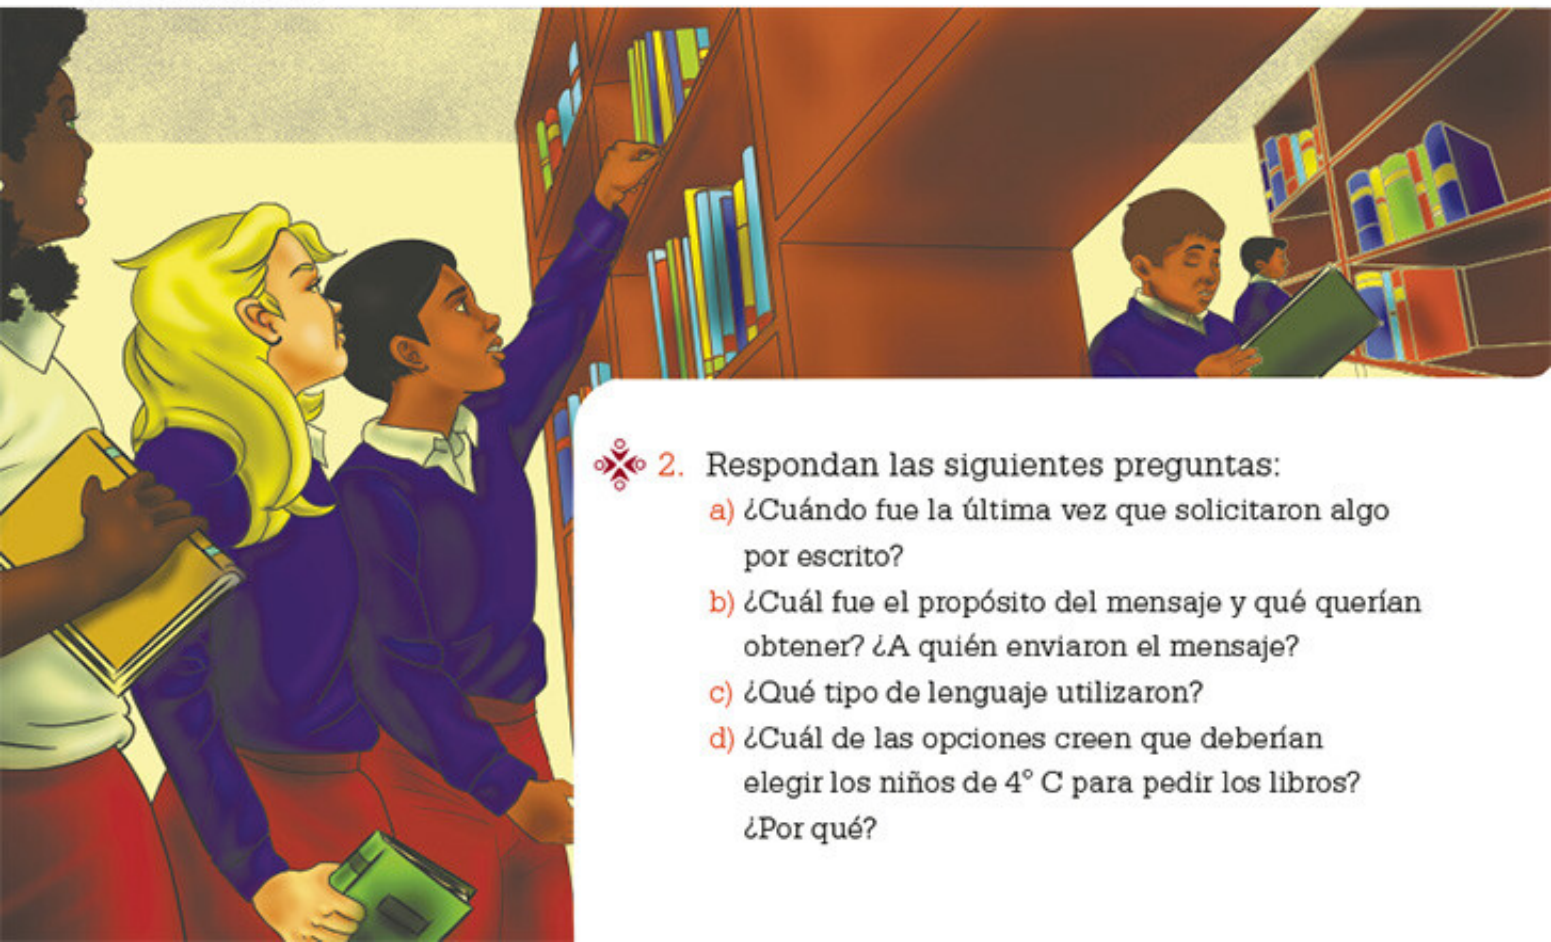 2. Respondan las siguientes preguntas:
a) ¿Cuándo fue la última vez que solicitaron algo
por escrito?
b) ¿Cuál fue el propósito del mensaje y qué querían
obtener? ¿A quién enviaron el mensaje?
c) ¿Qué tipo de lenguaje utilizaron?
d) ¿Cuál de las opciones creen que deberían
elegir los niños de 4° C para pedir los libros?
¿Por qué?